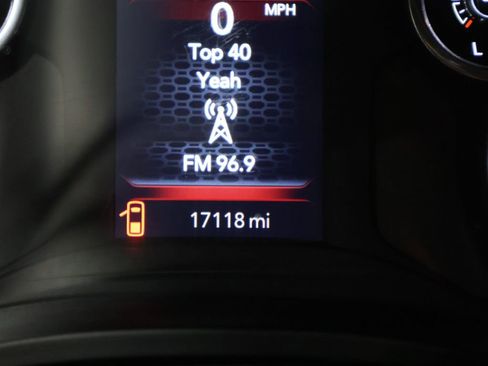 0 MPH
Top 40
Yeah
FM 96.9
17118 mi
L